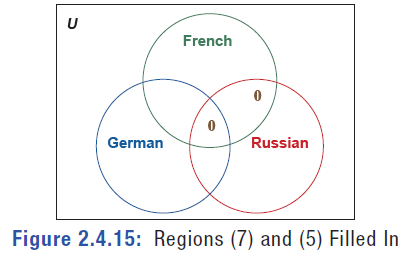 U
French
0
0
German
Russian
Figure 2.4.15: Regions (7) and (5) Filled In